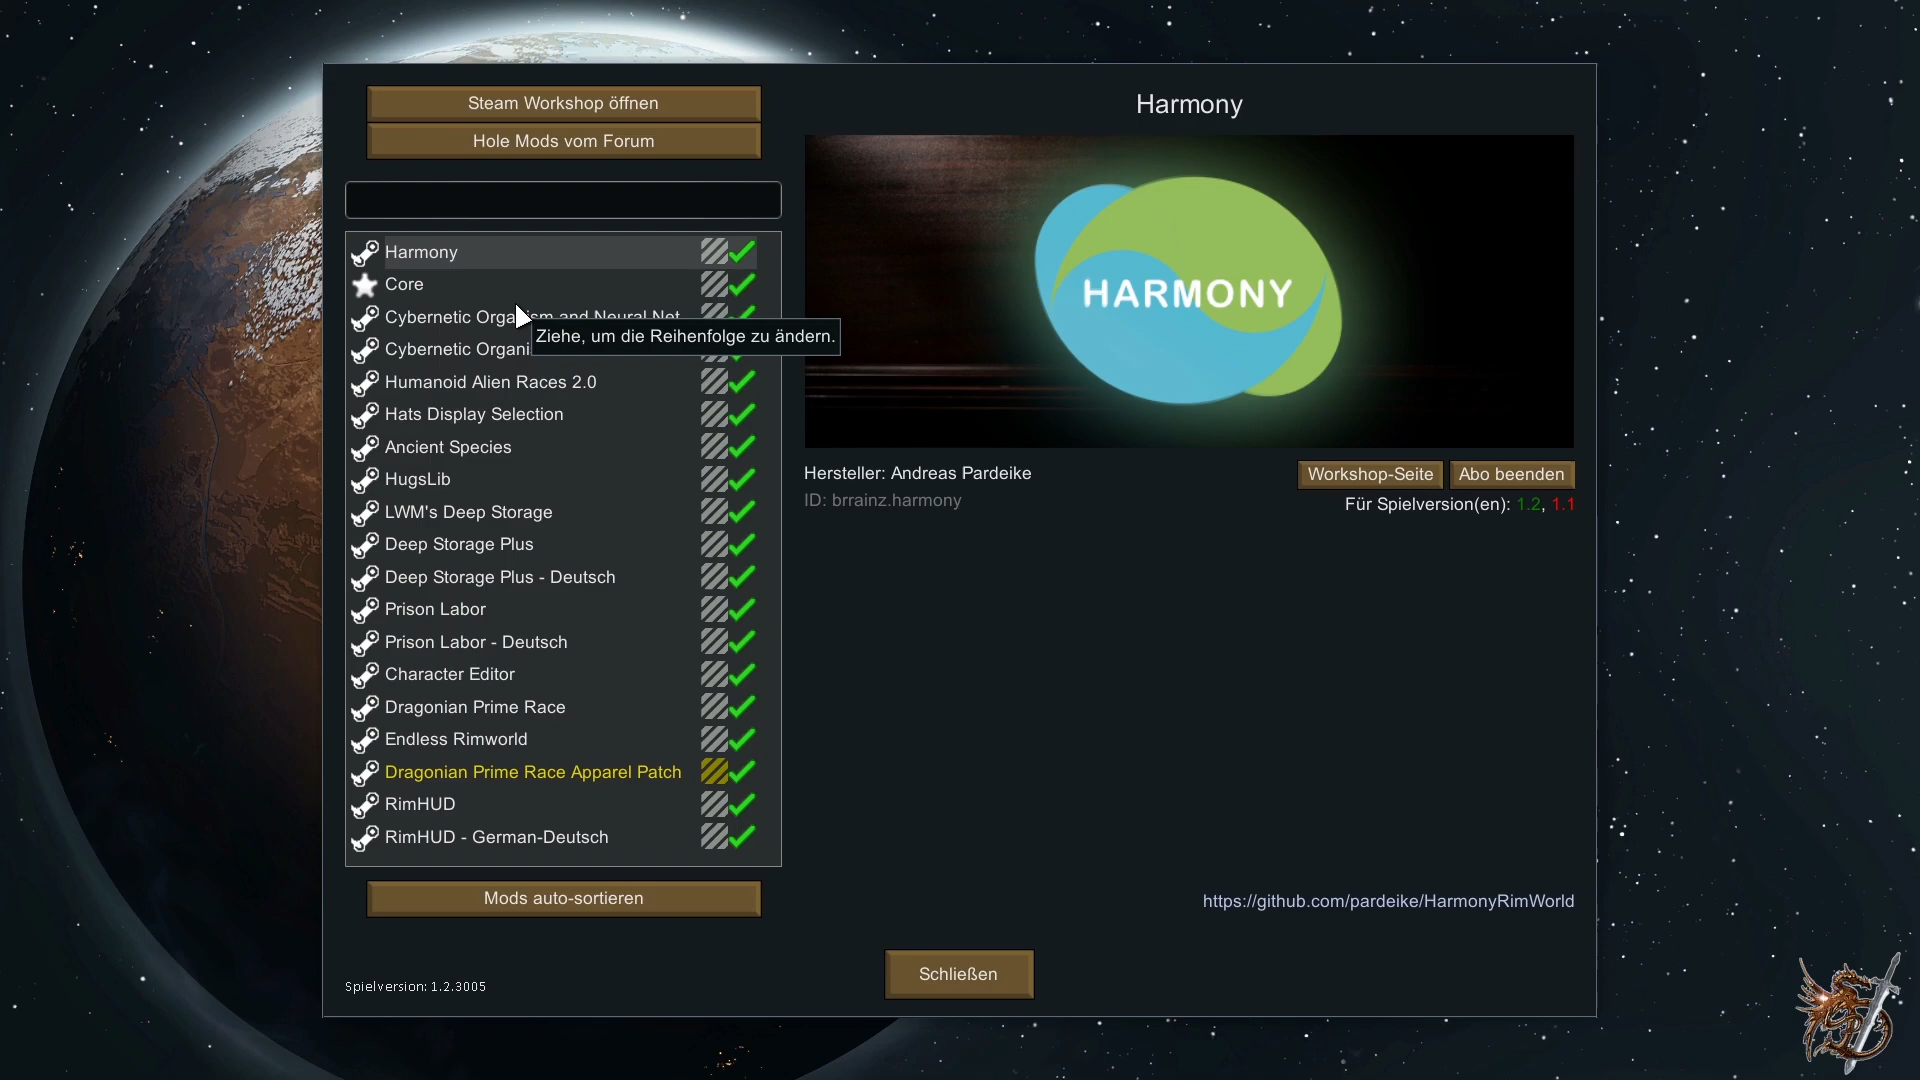 Steam Workshop öffnen
Hole Mods vom Forum
Harmony
Core
Cybernetic Organism and Neural Net
Cybernetic Organi
Ziehe, um die Reihenfolge zu ändern.
Humanoid Alien Races 2.0
Hats Display Selection
Ancient Species
HugsLib
LWM's Deep Storage
Deep Storage Plus
Deep Storage Plus - Deutsch
Prison Labor
Prison Labor - Deutsch
Character Editor
Dragonian Prime Race
Endless Rimworld
Dragonian Prime Race Apparel Patch
RimHUD
RimHUD - German-Deutsch
Mods auto-sortieren
Spielversion: 1.2.3005
Harmony
HARMONY
Hersteller: Andreas Pardeike
ID: brrainz.harmony
Workshop-Seite
Abo beenden
Für Spielversion(en): 1.2, 1.1
https://github.com/pardeike/HarmonyRimWorld
Schließen